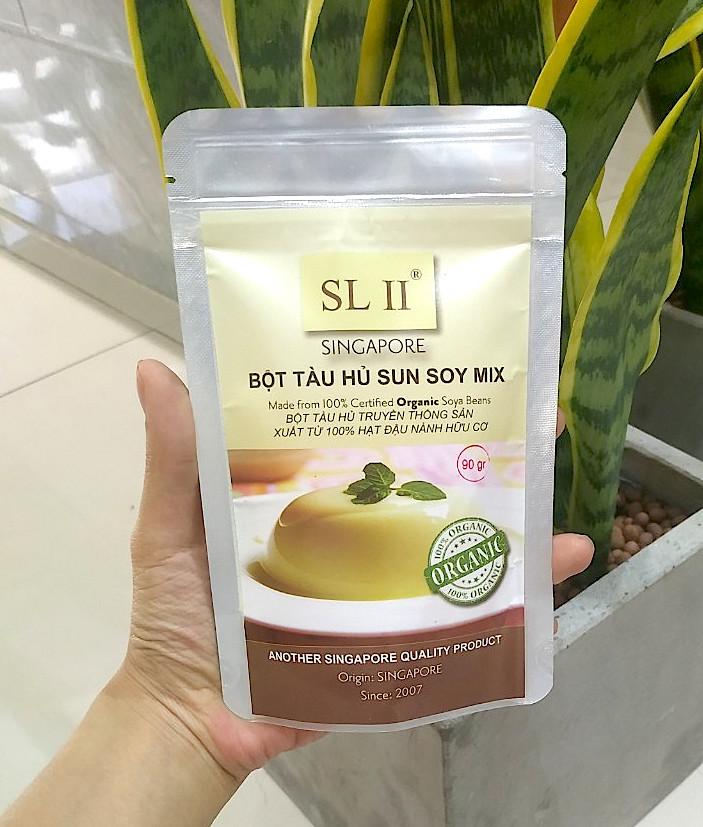 SL II®
SINGAPORE
BỘT TÀU HỦ SUN SOY MIX
Made from 100% Certified Organic Soya Beans
BỘT TÀU HỦ TRUYỀN THỐNG SẢN
XUẤT TỪ 100% HẠT ĐẬU NÀNH HỮU CƠ
90 gr
100% ORGANIC
ORGANIC
100% ORGANIC
ANOTHER SINGAPORE QUALITY PRODUCT
Origin: SINGAPORE
Since: 2007